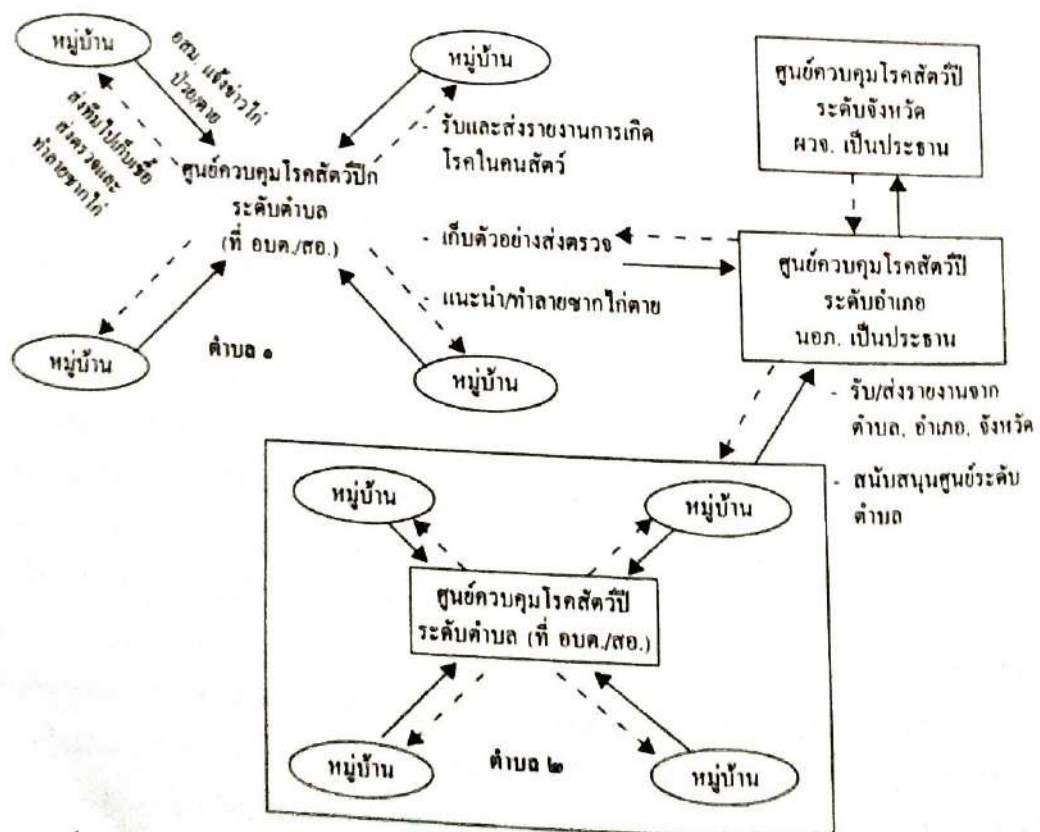 หมู่บ้าน
อสม. แจ้งข่าวไก่
ป่วย/ตาย
ส่งทีมไปเก็บเชื้อ
ส่งตรวจและ
ทำลายซากไก่
หมู่บ้าน
ศูนย์ควบคุมโรคสัตว์ปีก
ระดับตำบล
(ที่ อบต./สอ.)
- รับและส่งรายงานการเกิด
โรคในคนสัตว์
- เก็บตัวอย่างส่งตรวจ
- แนะนำ/ทำลายซากไก่ตาย
หมู่บ้าน
ตำบล ๑
หมู่บ้าน
ศูนย์ควบคุมโรคสัตว์ปี
ระดับจังหวัด
ผวจ. เป็นประธาน
ศูนย์ควบคุมโรคสัตว์ปี
ระดับอำเภอ
นอภ. เป็นประธาน
- รับ/ส่งรายงานจาก
ตำบล, อำเภอ, จังหวัด
- สนับสนุนศูนย์ระดับ
ตำบล
หมู่บ้าน
หมู่บ้าน
ศูนย์ควบคุมโรคสัตว์ปี
ระดับตำบล (ที่ อบต./สอ.)
หมู่บ้าน
ตำบล ๒
หมู่บ้าน